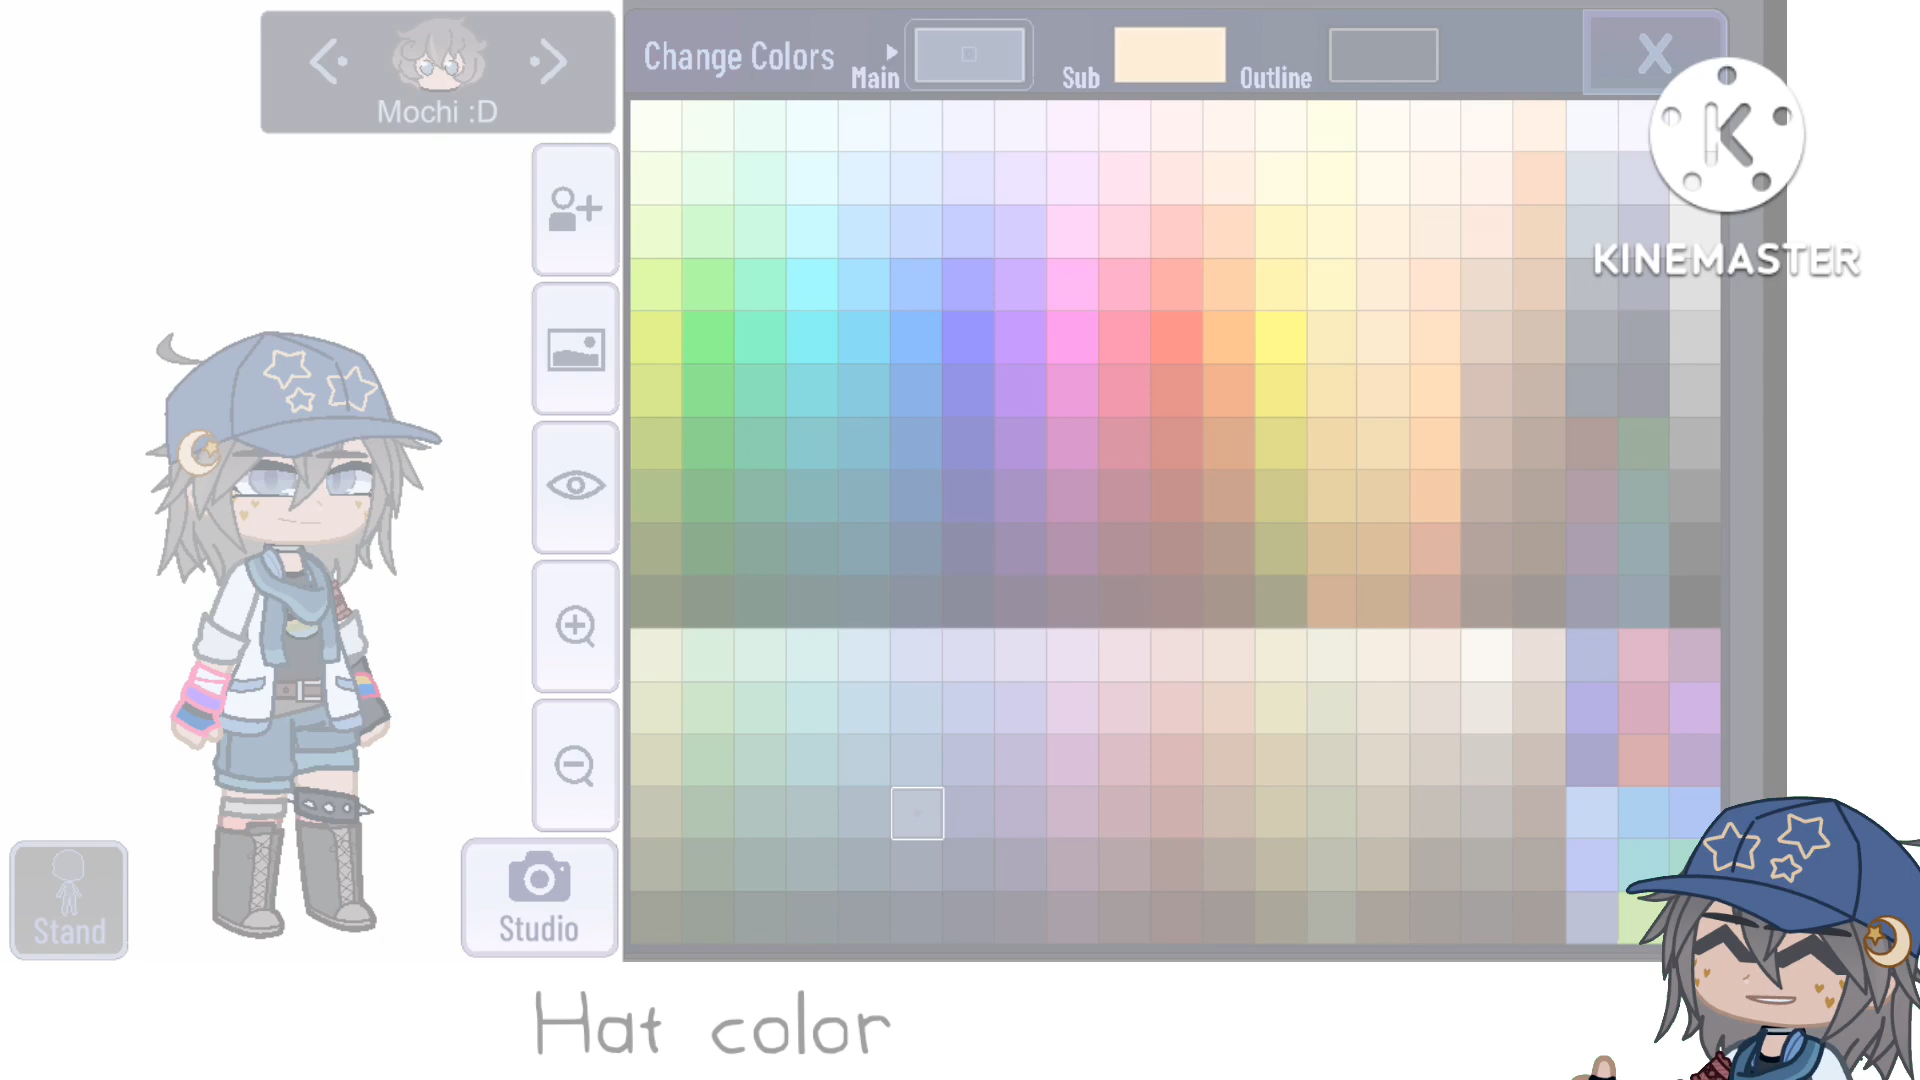 Change Colors
Main
Sub
Outline
X
Mochi :D
K
KINEMASTER
Stand
Studio
Hat color